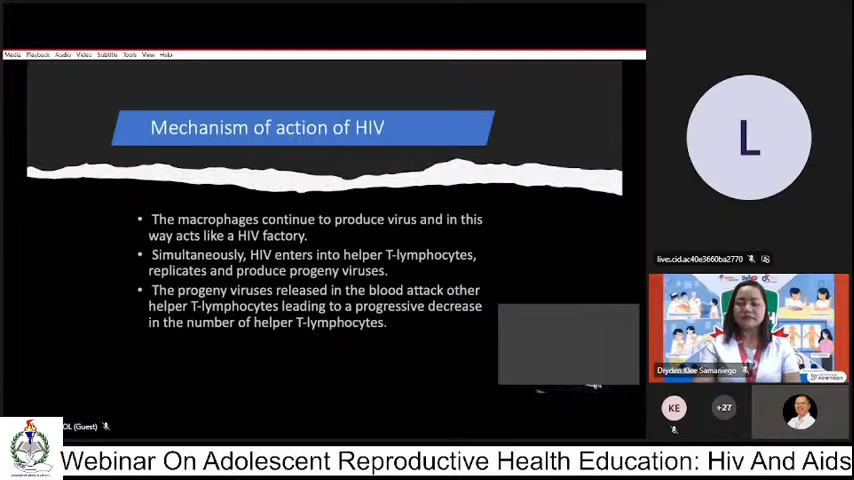 Media Playback Audio Video Subtitle Tools View Help
Mechanism of action of HIV
• The macrophages continue to produce virus and in this
way acts like a HIV factory.
• Simultaneously, HIV enters into helper T-lymphocytes,
replicates and produce progeny viruses.
• The progeny viruses released in the blood attack other
helper T-lymphocytes leading to a progressive decrease
in the number of helper T-lymphocytes.
L
live.cid.ac40e3660ba2770
Dryden Klee Samaniego
KE
+27
OL (Guest)
Webinar On Adolescent Reproductive Health Education: Hiv And Aids